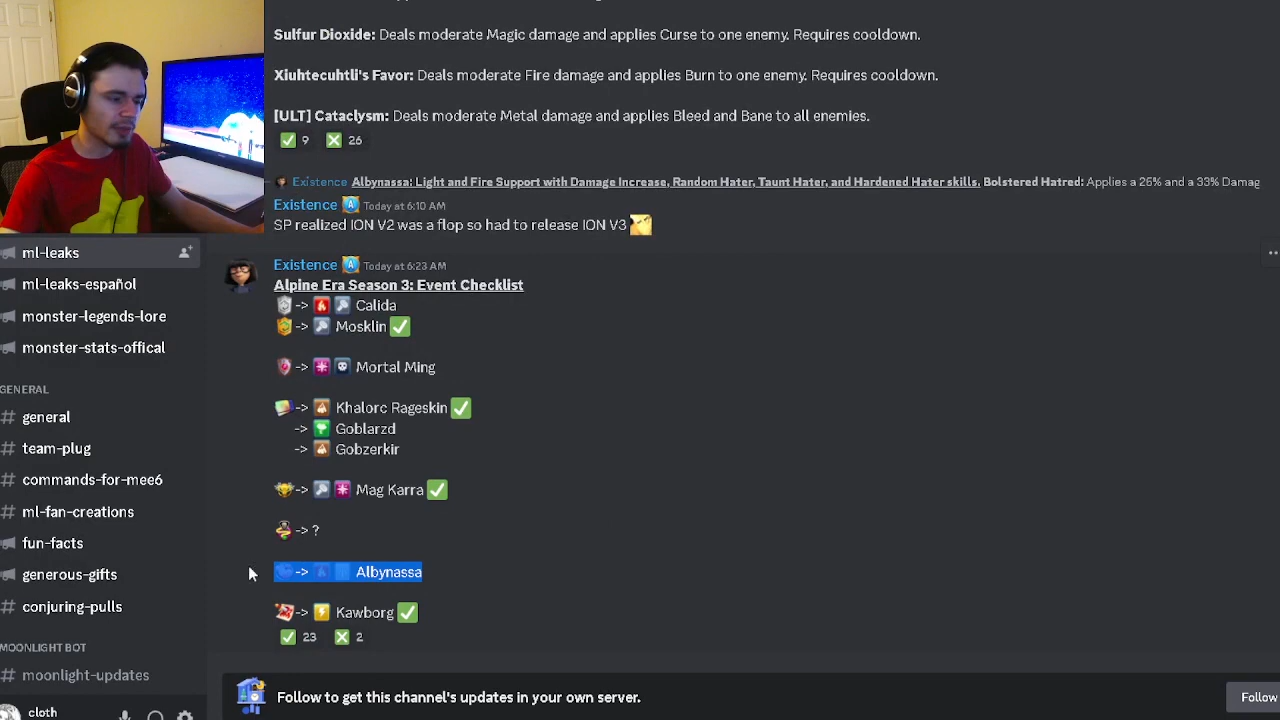 Sulfur Dioxide: Deals moderate Magic damage and applies Curse to one enemy. Requires cooldown.
Xiuhtecuhtli's Favor: Deals moderate Fire damage and applies Burn to one enemy. Requires cooldown.
[ULT] Cataclysm: Deals moderate Metal damage and applies Bleed and Bane to all enemies.
9 26
Existence Albynassa: Light and Fire Support with Damage Increase, Random Hater, Taunt Hater, and Hardened Hater skills. Bolstered Hatred: Applies a 26% and a 33% Damag
Existence Today at 6:10 AM
SP realized ION V2 was a flop so had to release ION V3
Existence Today at 6:23 AM
Alpine Era Season 3: Event Checklist
-> Calida
-> Mosklin
-> Mortal Ming
-> Khalorc Rageskin
-> Goblarzd
-> Gobzerkir
-> Mag Karra
-> ?
-> Albynassa
-> Kawborg
23 2
Follow to get this channel's updates in your own server.
Follow
ml-leaks
ml-leaks-español
monster-legends-lore
monster-stats-offical
GENERAL
general
team-plug
commands-for-mee6
ml-fan-creations
fun-facts
generous-gifts
conjuring-pulls
MOONLIGHT BOT
moonlight-updates
cloth